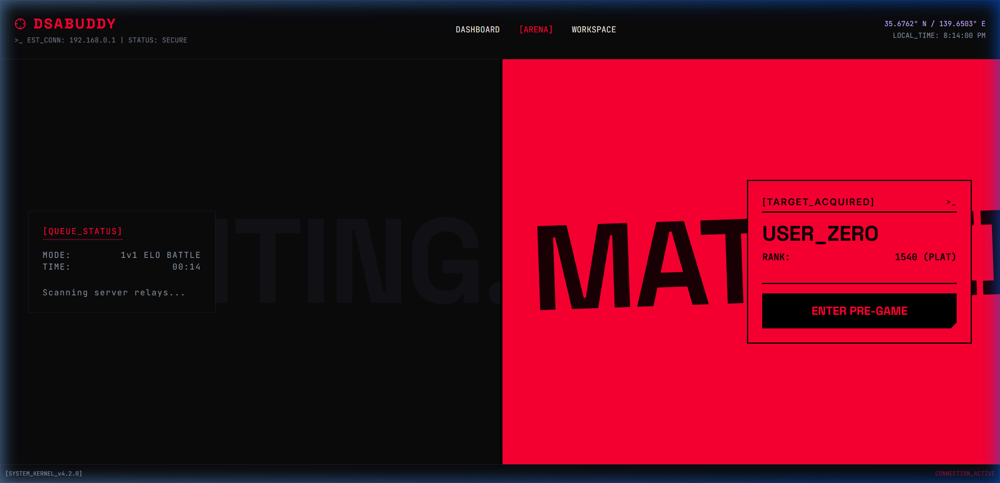 DSABUDDY
>_ EST_CONN: 192.168.0.1 | STATUS: SECURE
DASHBOARD [ARENA] WORKSPACE
35.6762° N / 139.6503° E
LOCAL_TIME: 8:14:00 PM
[QUEUE_STATUS]
MODE: 1v1 ELO BATTLE
TIME: 00:14
Scanning server relays...
ITING.
MAT
[TARGET_ACQUIRED] >_
USER_ZERO
RANK: 1540 (PLAT)
ENTER PRE-GAME
[SYSTEM_KERNEL_v4.2.0]
CONNECTION_ACTIVE